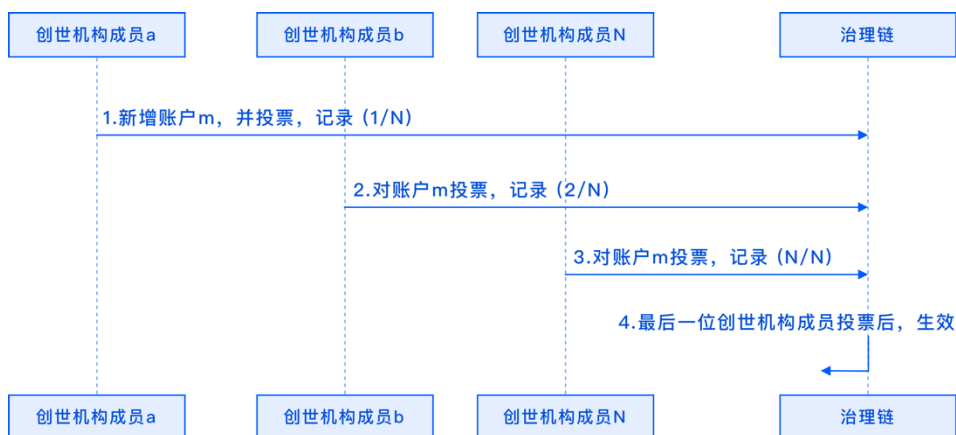 创世机构成员a
创世机构成员b
创世机构成员N
治理链
1.新增账户m，并投票，记录 (1/N)
2.对账户m投票，记录 (2/N)
3.对账户m投票，记录 (N/N)
4.最后一位创世机构成员投票后，生效
创世机构成员a
创世机构成员b
创世机构成员N
治理链